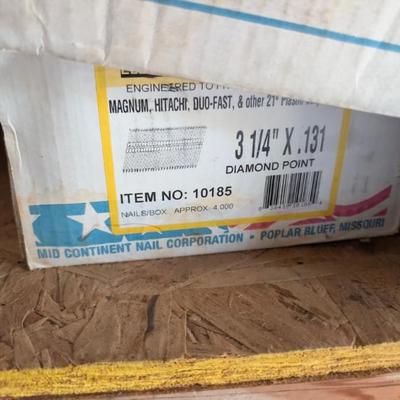 ENGINEERED TO
MAGNUM, HITACHI, DUO-FAST, & other 21°
3 1/4" X .131
DIAMOND POINT
ITEM NO: 10185
NAILS/BOX. APPROX. 4,000
MID CONTINENT NAIL CORPORATION • POPLAR BLUFF, MISSOURI